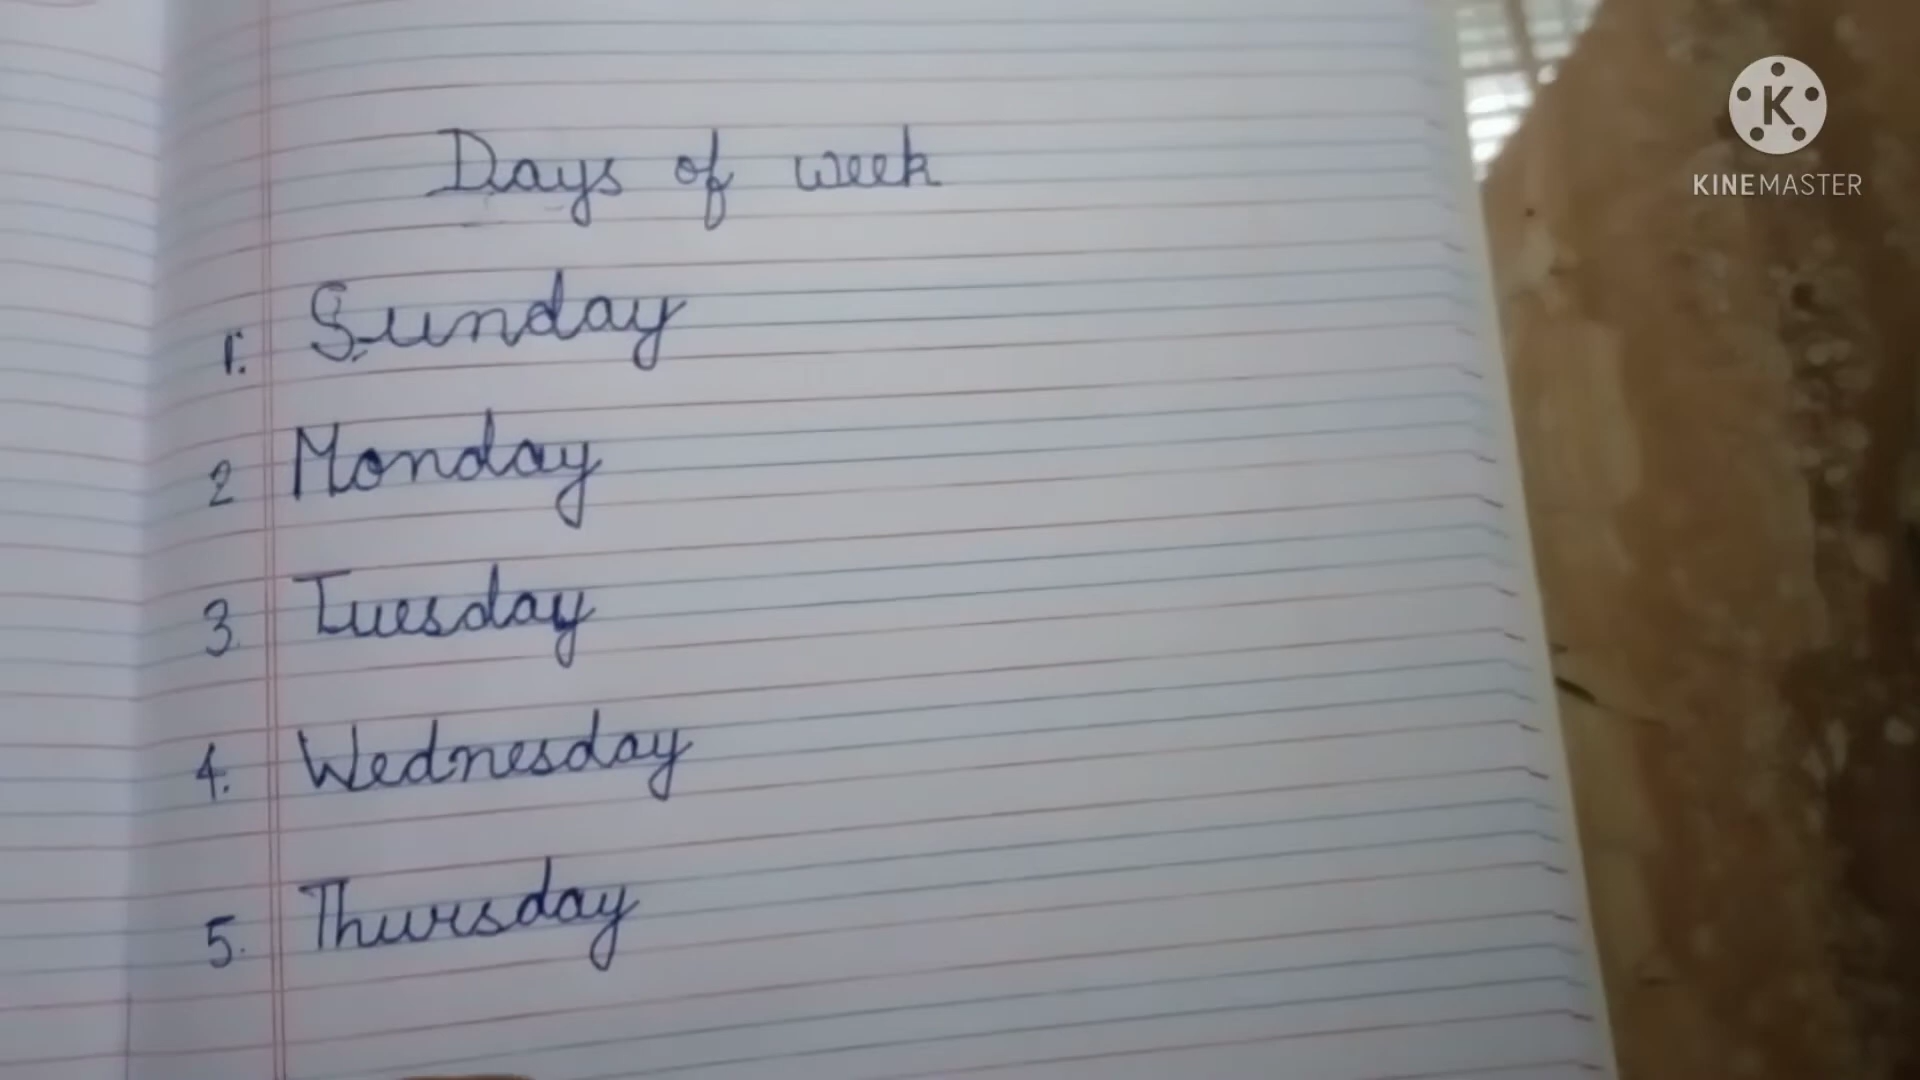 Days of week
1. Sunday
2 Monday
3. Tuesday
4. Wednesday
5. Thursday
K
KINEMASTER